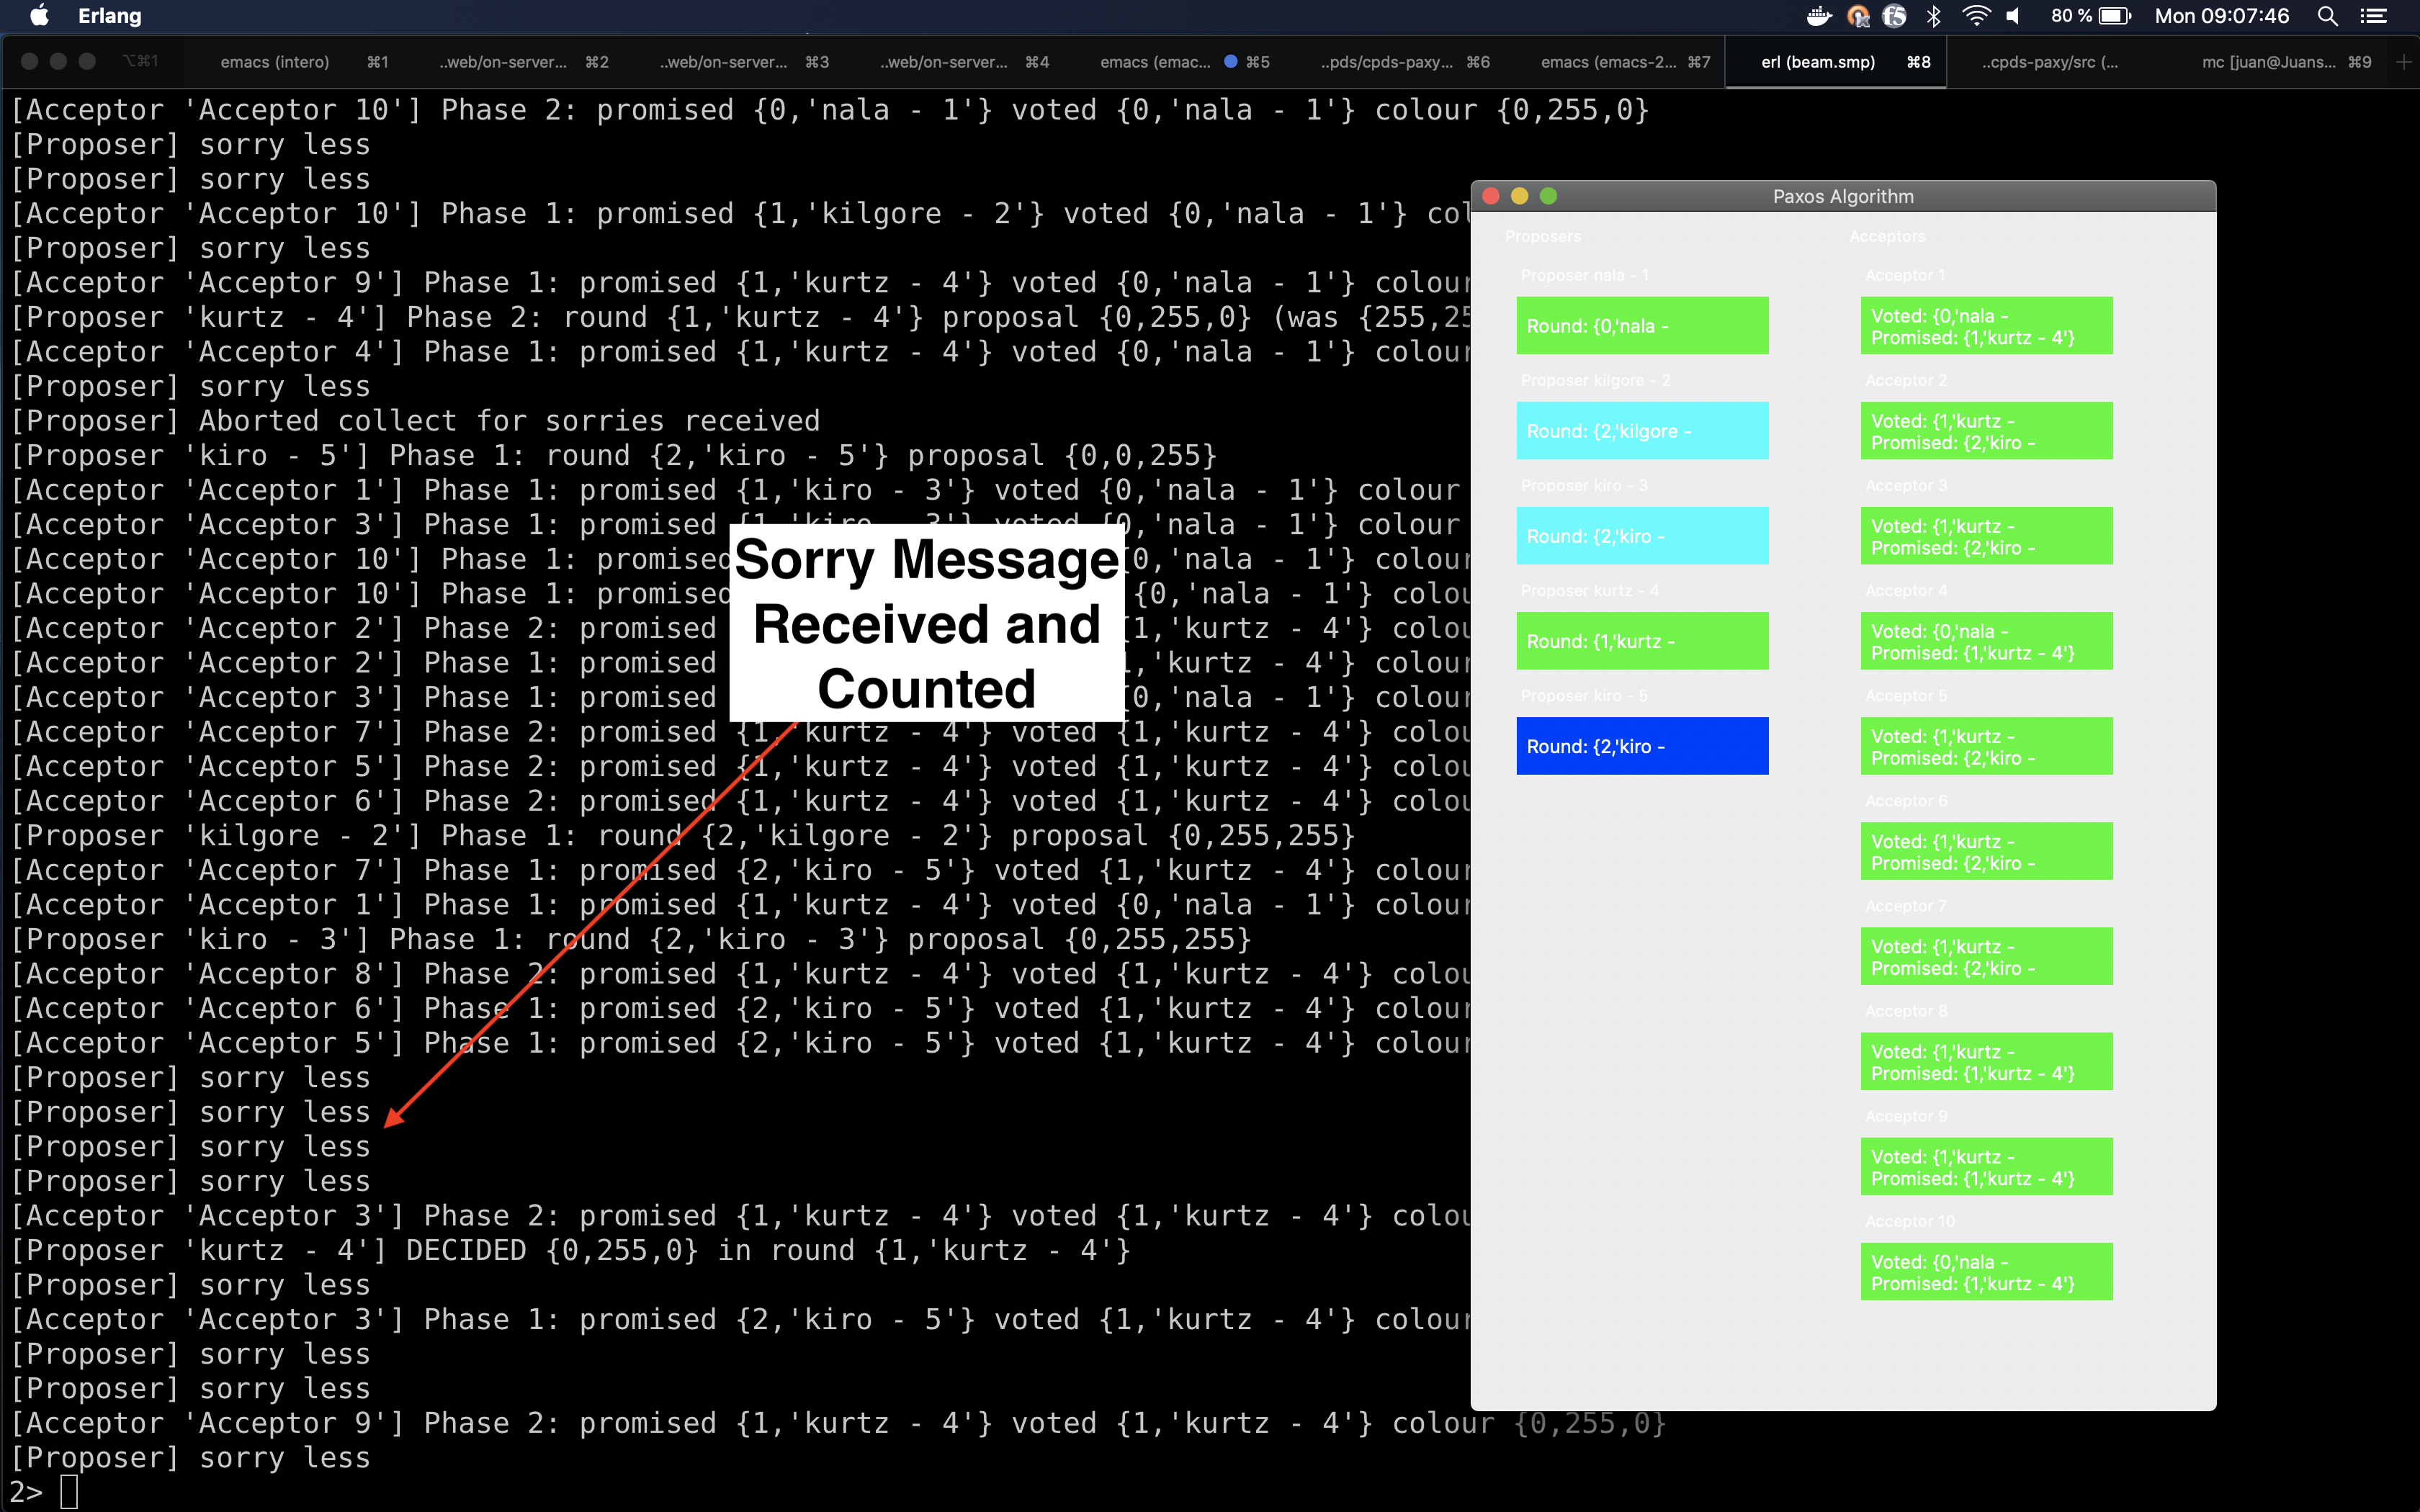 Erlang
80 %
Mon 09:07:46
⌥⌘1
emacs (intero) ⌘1
..web/on-server... ⌘2
..web/on-server... ⌘3
..web/on-server... ⌘4
emacs (emac... ⌘5
..pds/cpds-paxy... ⌘6
emacs (emacs-2... ⌘7
erl (beam.smp) ⌘8
..cpds-paxy/src (...
mc [juan@Juans... ⌘9
[Acceptor 'Acceptor 10'] Phase 2: promised {0,'nala - 1'} voted {0,'nala - 1'} colour {0,255,0}
[Proposer] sorry less
[Proposer] sorry less
[Acceptor 'Acceptor 10'] Phase 1: promised {1,'kilgore - 2'} voted {0,'nala - 1'} col
[Proposer] sorry less
[Acceptor 'Acceptor 9'] Phase 1: promised {1,'kurtz - 4'} voted {0,'nala - 1'} colour
[Proposer 'kurtz - 4'] Phase 2: round {1,'kurtz - 4'} proposal {0,255,0} (was {255,25
[Acceptor 'Acceptor 4'] Phase 1: promised {1,'kurtz - 4'} voted {0,'nala - 1'} colour
[Proposer] sorry less
[Proposer] Aborted collect for sorries received
[Proposer 'kiro - 5'] Phase 1: round {2,'kiro - 5'} proposal {0,0,255}
[Acceptor 'Acceptor 1'] Phase 1: promised {1,'kiro - 3'} voted {0,'nala - 1'} colour
[Acceptor 'Acceptor 3'] Phase 1: promised {1,'kiro - 3'} voted {0,'nala - 1'} colour
[Acceptor 'Acceptor 10'] Phase 1: promised {0,'nala - 1'} colour
[Acceptor 'Acceptor 10'] Phase 1: promised {0,'nala - 1'} colou
[Acceptor 'Acceptor 2'] Phase 2: promised {1,'kurtz - 4'} colou
[Acceptor 'Acceptor 2'] Phase 1: promised 1,'kurtz - 4'} colour
[Acceptor 'Acceptor 3'] Phase 1: promised {0,'nala - 1'} colour
[Acceptor 'Acceptor 7'] Phase 2: promised {1,'kurtz - 4'} voted {1,'kurtz - 4'} colou
[Acceptor 'Acceptor 5'] Phase 2: promised {1,'kurtz - 4'} voted {1,'kurtz - 4'} colou
[Acceptor 'Acceptor 6'] Phase 2: promised {1,'kurtz - 4'} voted {1,'kurtz - 4'} colou
[Proposer 'kilgore - 2'] Phase 1: round {2,'kilgore - 2'} proposal {0,255,255}
[Acceptor 'Acceptor 7'] Phase 1: promised {2,'kiro - 5'} voted {1,'kurtz - 4'} colour
[Acceptor 'Acceptor 1'] Phase 1: promised {1,'kurtz - 4'} voted {0,'nala - 1'} colour
[Proposer 'kiro - 3'] Phase 1: round {2,'kiro - 3'} proposal {0,255,255}
[Acceptor 'Acceptor 8'] Phase 2: promised {1,'kurtz - 4'} voted {1,'kurtz - 4'} colou
[Acceptor 'Acceptor 6'] Phase 1: promised {2,'kiro - 5'} voted {1,'kurtz - 4'} colour
[Acceptor 'Acceptor 5'] Phase 1: promised {2,'kiro - 5'} voted {1,'kurtz - 4'} colour
[Proposer] sorry less
[Proposer] sorry less
[Proposer] sorry less
[Proposer] sorry less
[Acceptor 'Acceptor 3'] Phase 2: promised {1,'kurtz - 4'} voted {1,'kurtz - 4'} colou
[Proposer 'kurtz - 4'] DECIDED {0,255,0} in round {1,'kurtz - 4'}
[Proposer] sorry less
[Acceptor 'Acceptor 3'] Phase 1: promised {2,'kiro - 5'} voted {1,'kurtz - 4'} colour
[Proposer] sorry less
[Proposer] sorry less
[Acceptor 'Acceptor 9'] Phase 2: promised {1,'kurtz - 4'} voted {1,'kurtz - 4'} colour {0,255,0}
[Proposer] sorry less
2>
Sorry Message
Received and
Counted
Paxos Algorithm
Proposers
Proposer nala - 1
Round: {0,'nala -
Proposer kilgore - 2
Round: {2,'kilgore -
Proposer kiro - 3
Round: {2,'kiro -
Proposer kurtz - 4
Round: {1,'kurtz -
Proposer kiro - 5
Round: {2,'kiro -
Acceptors
Acceptor 1
Voted: {0,'nala -
Promised: {1,'kurtz - 4'}
Acceptor 2
Voted: {1,'kurtz -
Promised: {2,'kiro -
Acceptor 3
Voted: {1,'kurtz -
Promised: {2,'kiro -
Acceptor 4
Voted: {0,'nala -
Promised: {1,'kurtz - 4'}
Acceptor 5
Voted: {1,'kurtz -
Promised: {2,'kiro -
Acceptor 6
Voted: {1,'kurtz -
Promised: {2,'kiro -
Acceptor 7
Voted: {1,'kurtz -
Promised: {2,'kiro -
Acceptor 8
Voted: {1,'kurtz -
Promised: {1,'kurtz - 4'}
Acceptor 9
Voted: {1,'kurtz -
Promised: {1,'kurtz - 4'}
Acceptor 10
Voted: {0,'nala -
Promised: {1,'kurtz - 4'}